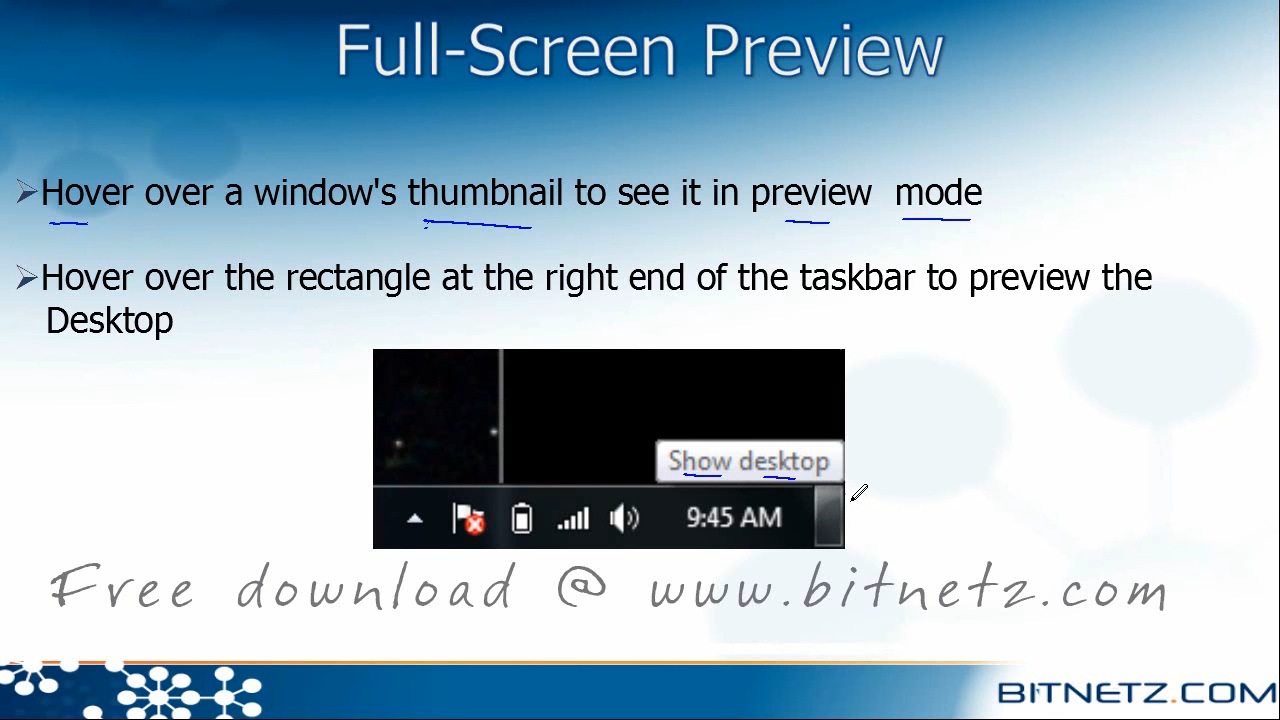 Full-Screen Preview
Hover over a window's thumbnail to see it in preview mode
Hover over the rectangle at the right end of the taskbar to preview the
Desktop
Show desktop
9:45 AM
Free download @ www.bitnetz.com
BITNETZ.COM